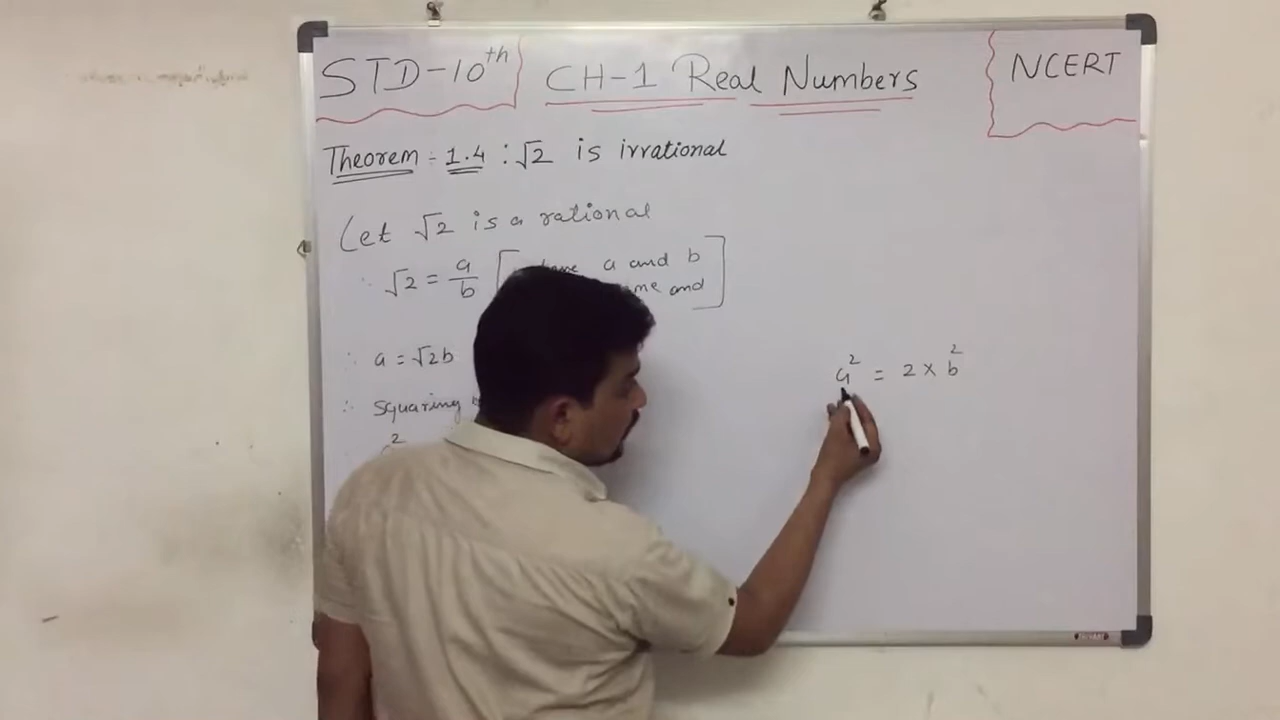 STD-10th CH-1 Real Numbers NCERT
Theorem : 1.4 : √2 is irrational
Let √2 is a rational
∴ √2 = a/b [ a and b
and ]
∴ a = √2b
∴ Squaring
a² = 2 × b²